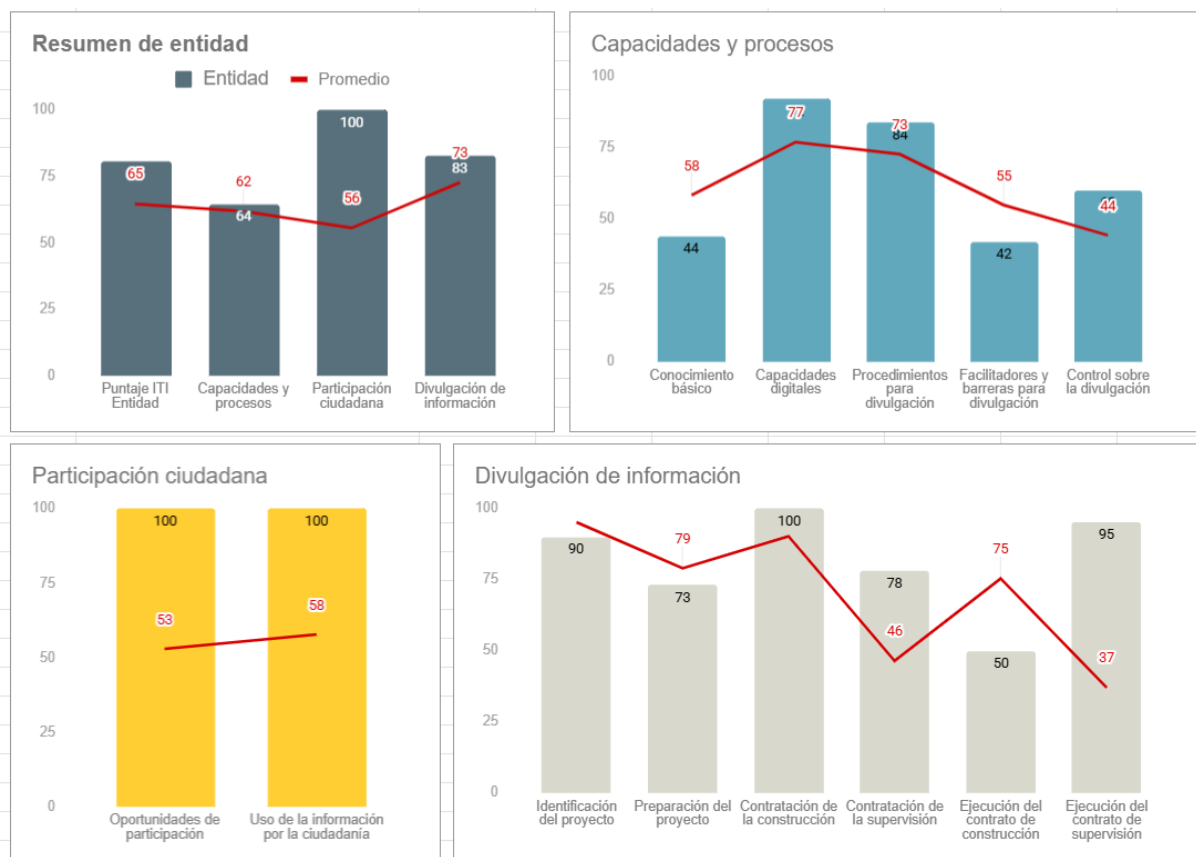 Resumen de entidad
Entidad
Promedio
100
75
50
25
0
65
62
64
100
56
73
83
Puntaje ITI
Entidad
Capacidades y
procesos
Participación
ciudadana
Divulgación de
información
Capacidades y procesos
100
75
50
25
0
58
44
77
73
84
55
42
44
Conocimiento
básico
Capacidades
digitales
Procedimientos
para
divulgación
Facilitadores y
barreras para
divulgación
Control sobre
la divulgación
Participación ciudadana
100
75
50
25
0
100
100
53
58
Oportunidades de
participación
Uso de la información
por la ciudadanía
Divulgación de información
100
75
50
25
0
90
79
73
100
78
46
75
50
95
37
Identificación
del proyecto
Preparación del
proyecto
Contratación de
la construcción
Contratación de
la supervisión
Ejecución del
contrato de
construcción
Ejecución del
contrato de
supervisión